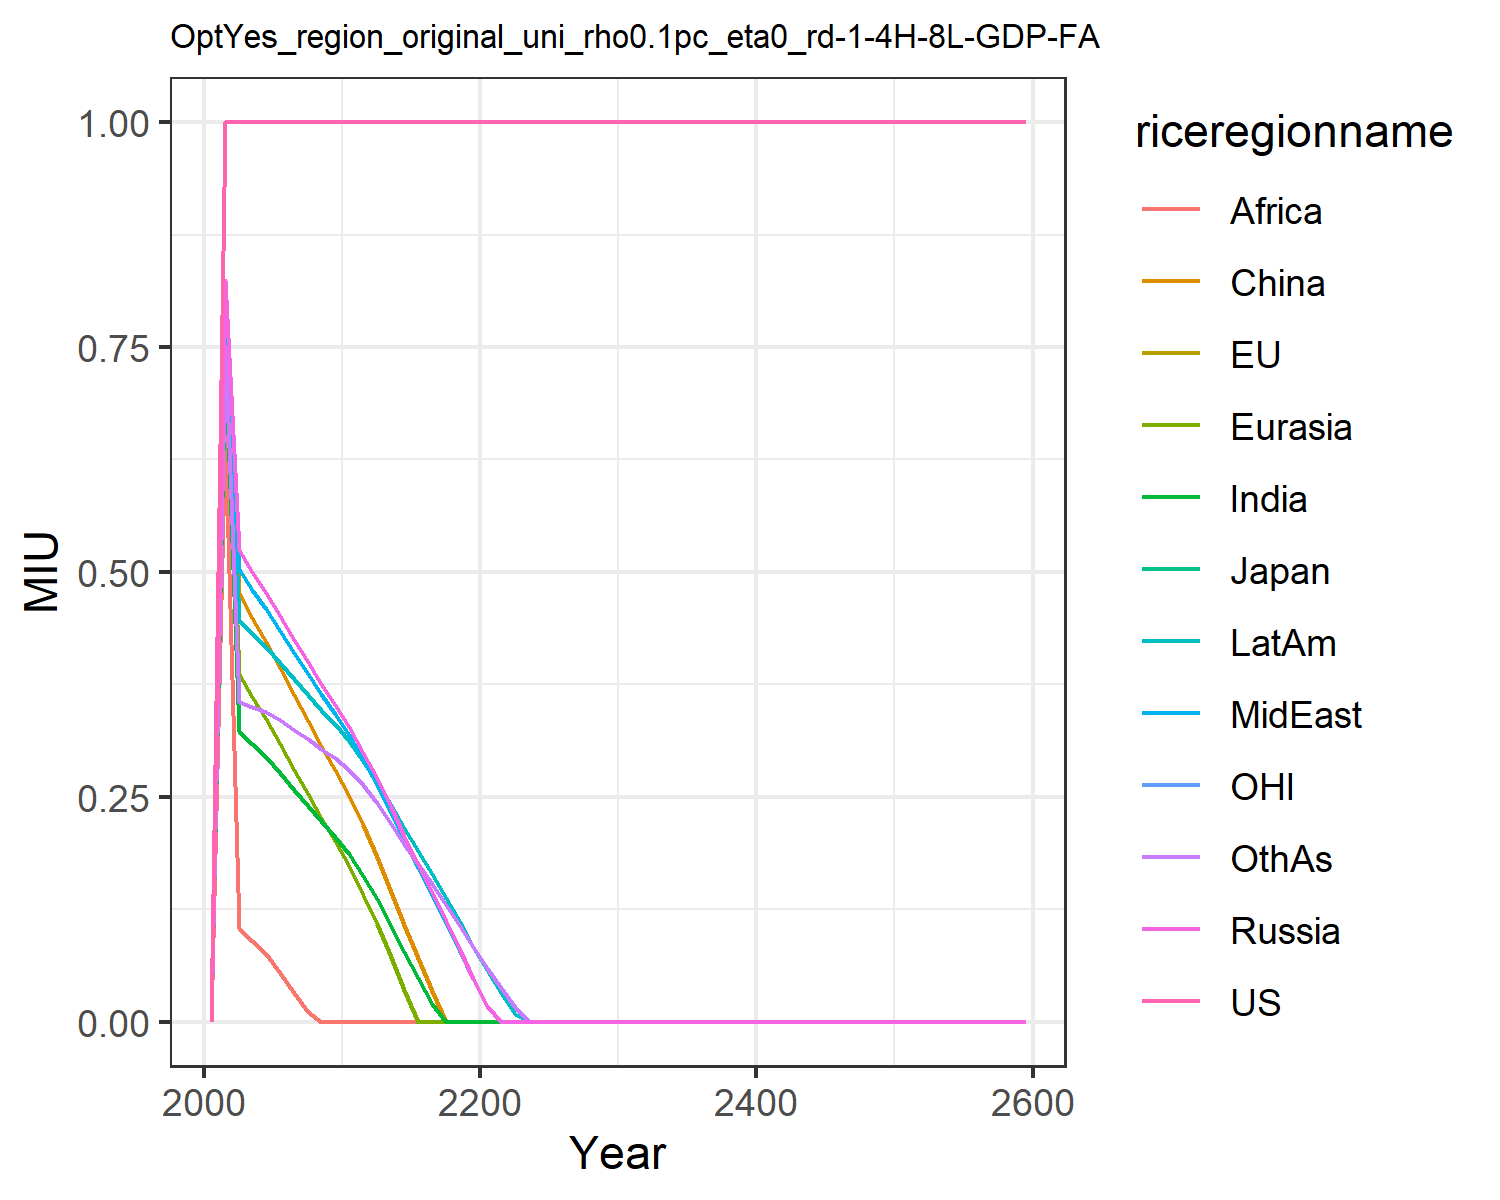 OptYes_region_original_uni_rho0.1pc_eta0_rd-1-4H-8L-GDP-FA
1.00
0.75
0.50
0.25
0.00
MIU
2000 2200 2400 2600
Year
riceregionname
Africa
China
EU
Eurasia
India
Japan
LatAm
MidEast
OHI
OthAs
Russia
US